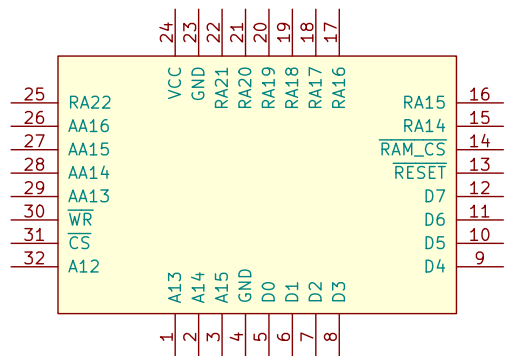 24 23 22 21 20 19 18 17
VCC GND RA21 RA20 RA19 RA18 RA17 RA16
25 RA22 RA15 16
26 AA16 RA14 15
27 AA15 RAM_CS 14
28 AA14 RESET 13
29 AA13 D7 12
30 WR D6 11
31 CS D5 10
32 A12 D4 9
A13 A14 A15 GND D0 D1 D2 D3
1 2 3 4 5 6 7 8